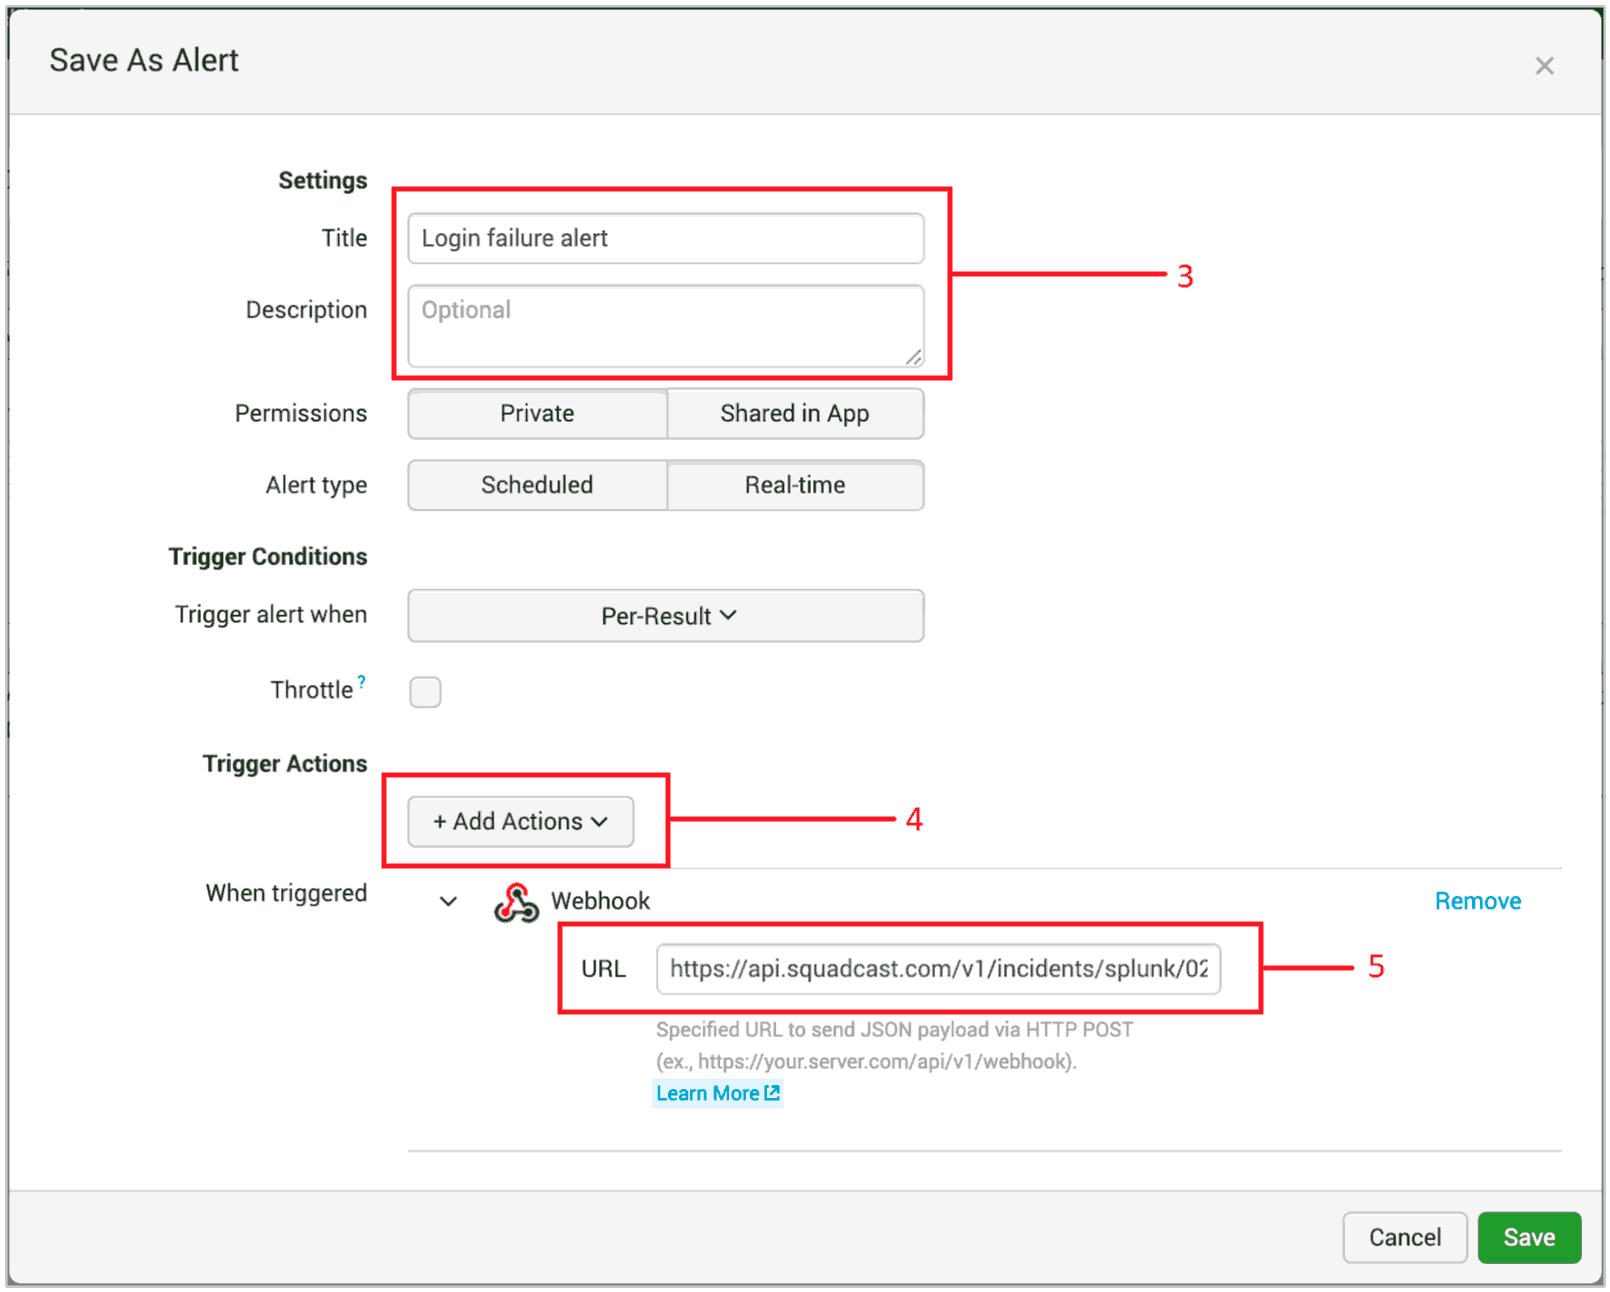 Save As Alert
×
Settings
Title
Login failure alert
3
Description
Optional
Permissions
Private
Shared in App
Alert type
Scheduled
Real-time
Trigger Conditions
Trigger alert when
Per-Result
Throttle ?
Trigger Actions
+ Add Actions
4
When triggered
Webhook
Remove
URL
https://api.squadcast.com/v1/incidents/splunk/02
5
Specified URL to send JSON payload via HTTP POST
(ex., https://your.server.com/api/v1/webhook).
Learn More
Cancel
Save